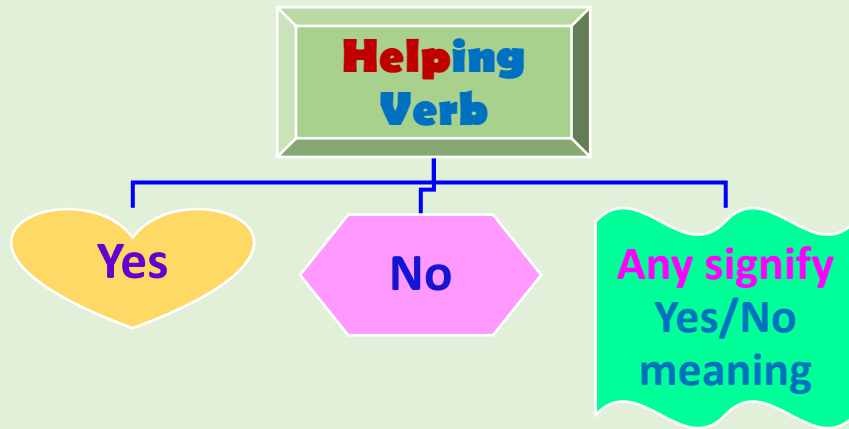 Helping
Verb
Yes
No
Any signify
Yes/No
meaning